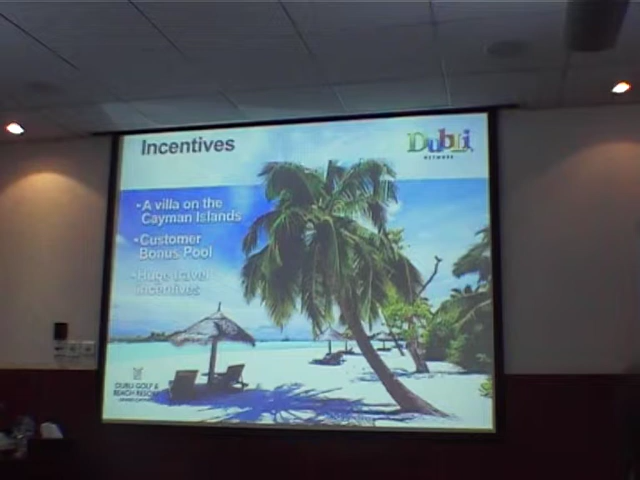 Incentives
DubLi
NETWORK
•A villa on the
Cayman Islands
•Customer
Bonus Pool
•Huge travel
incentives
DUBLI GOLF &
BEACH RESORT